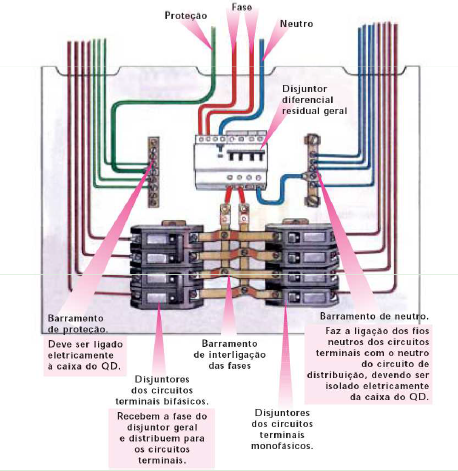 Fase
Proteção
Neutro
Disjuntor
diferencial
residual geral
Barramento
de proteção.
Deve ser ligado
eletricamente
à caixa do QD.
Disjuntores
dos circuitos
terminais bifásicos.
Recebem a fase do
disjuntor geral
e distribuem para
os circuitos
terminais.
Barramento
de interligação
das fases
Disjuntores
dos circuitos
terminais
monofásicos.
Barramento de neutro.
Faz a ligação dos fios
neutros dos circuitos
terminais com o neutro
do circuito de
distribuição, devendo ser
isolado eletricamente
da caixa do QD.